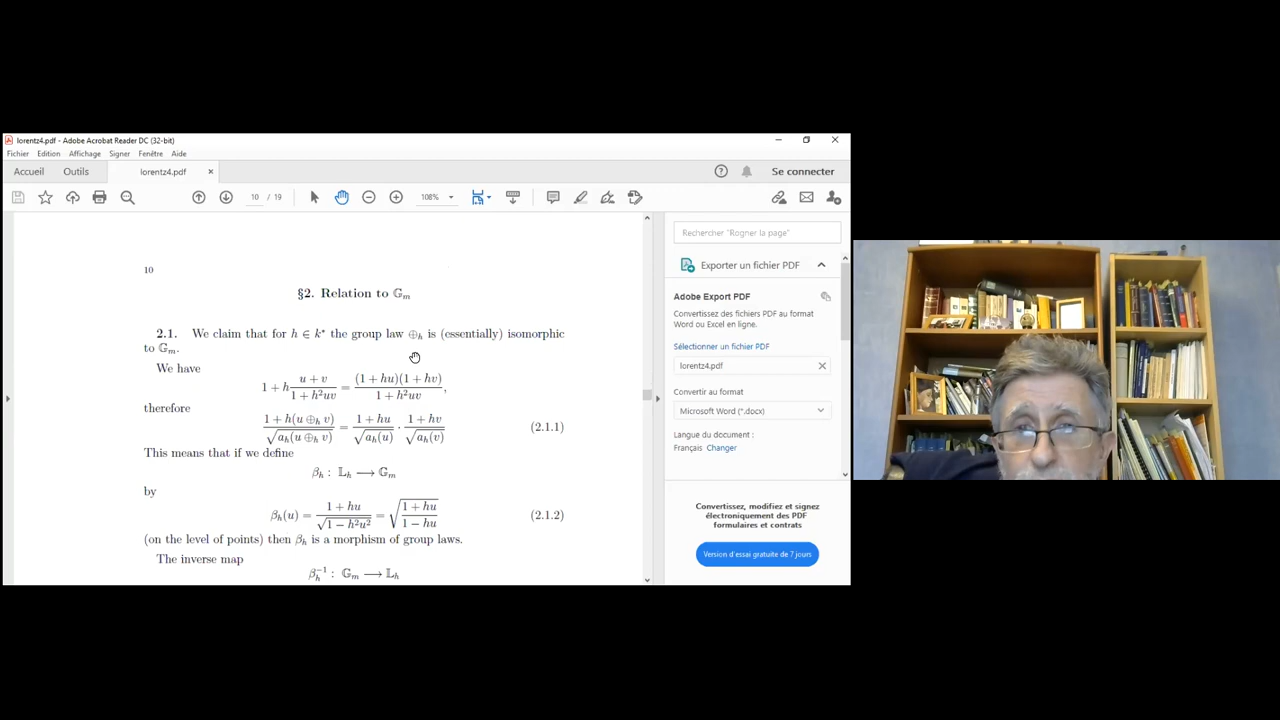 lorentz4.pdf - Adobe Acrobat Reader DC (32-bit)
Fichier Edition Affichage Signer Fenêtre Aide
Accueil Outils lorentz4.pdf × Se connecter
10 / 19 108%
10
§2. Relation to 𝔾ₘ
2.1. We claim that for h ∈ k* the group law ⊕ₕ is (essentially) isomorphic
to 𝔾ₘ.
We have
1 + h (u + v)/(1 + h²uv) = (1 + hu)(1 + hv)/(1 + h²uv),
therefore
(1 + h(u ⊕ₕ v))/√(aₕ(u ⊕ₕ v)) = (1 + hu)/√(aₕ(u)) · (1 + hv)/√(aₕ(v)) (2.1.1)
This means that if we define
βₕ : 𝕃ₕ ⟶ 𝔾ₘ
by
βₕ(u) = (1 + hu)/√(1 − h²u²) = √((1 + hu)/(1 − hu)) (2.1.2)
(on the level of points) then βₕ is a morphism of group laws.
The inverse map
βₕ⁻¹ : 𝔾ₘ ⟶ 𝕃ₕ
Rechercher "Rogner la page"
Exporter un fichier PDF
Adobe Export PDF
Convertissez des fichiers PDF au format
Word ou Excel en ligne.
Sélectionner un fichier PDF
lorentz4.pdf
Convertir au format
Microsoft Word (*.docx)
Langue du document :
Français Changer
Convertissez, modifiez et signez
électroniquement des PDF
formulaires et contrats
Version d'essai gratuite de 7 jours